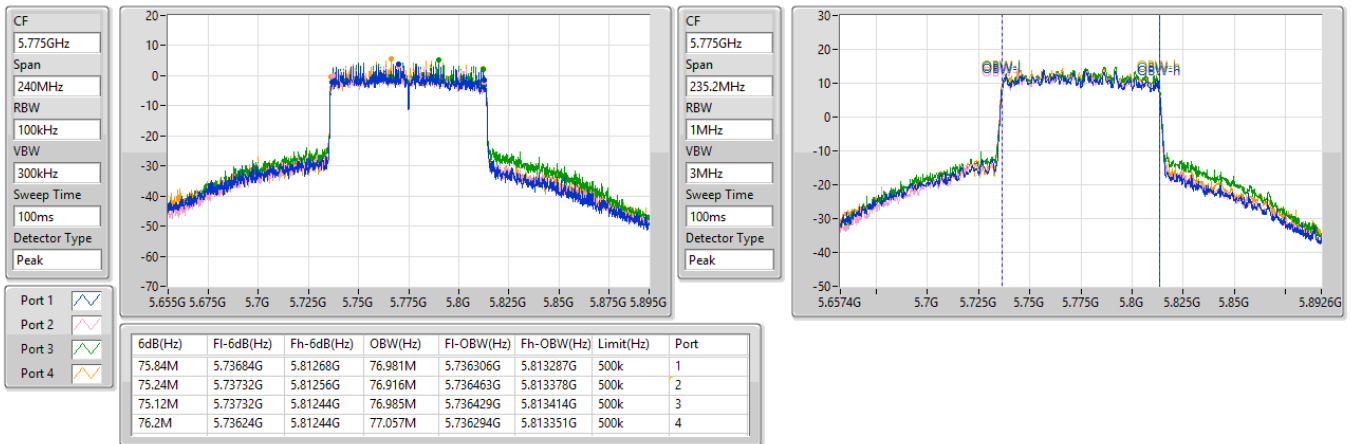 CF
5.775GHz
Span
240MHz
RBW
100kHz
VBW
300kHz
Sweep Time
100ms
Detector Type
Peak
20
10
0
-10
-20
-30
-40
-50
-60
-70
5.655G 5.675G 5.7G 5.725G 5.75G 5.775G 5.8G 5.825G 5.85G 5.875G 5.895G
CF
5.775GHz
Span
235.2MHz
RBW
1MHz
VBW
3MHz
Sweep Time
100ms
Detector Type
Peak
30
20
10
0
-10
-20
-30
-40
-50
OBW-l OBW-h
5.6574G 5.7G 5.725G 5.75G 5.775G 5.8G 5.825G 5.85G 5.8926G
Port 1
Port 2
Port 3
Port 4
6dB(Hz) Fl-6dB(Hz) Fh-6dB(Hz) OBW(Hz) Fl-OBW(Hz) Fh-OBW(Hz) Limit(Hz) Port
75.84M 5.73684G 5.81268G 76.981M 5.736306G 5.813287G 500k 1
75.24M 5.73732G 5.81256G 76.916M 5.736463G 5.813378G 500k 2
75.12M 5.73732G 5.81244G 76.985M 5.736429G 5.813414G 500k 3
76.2M 5.73624G 5.81244G 77.057M 5.736294G 5.813351G 500k 4